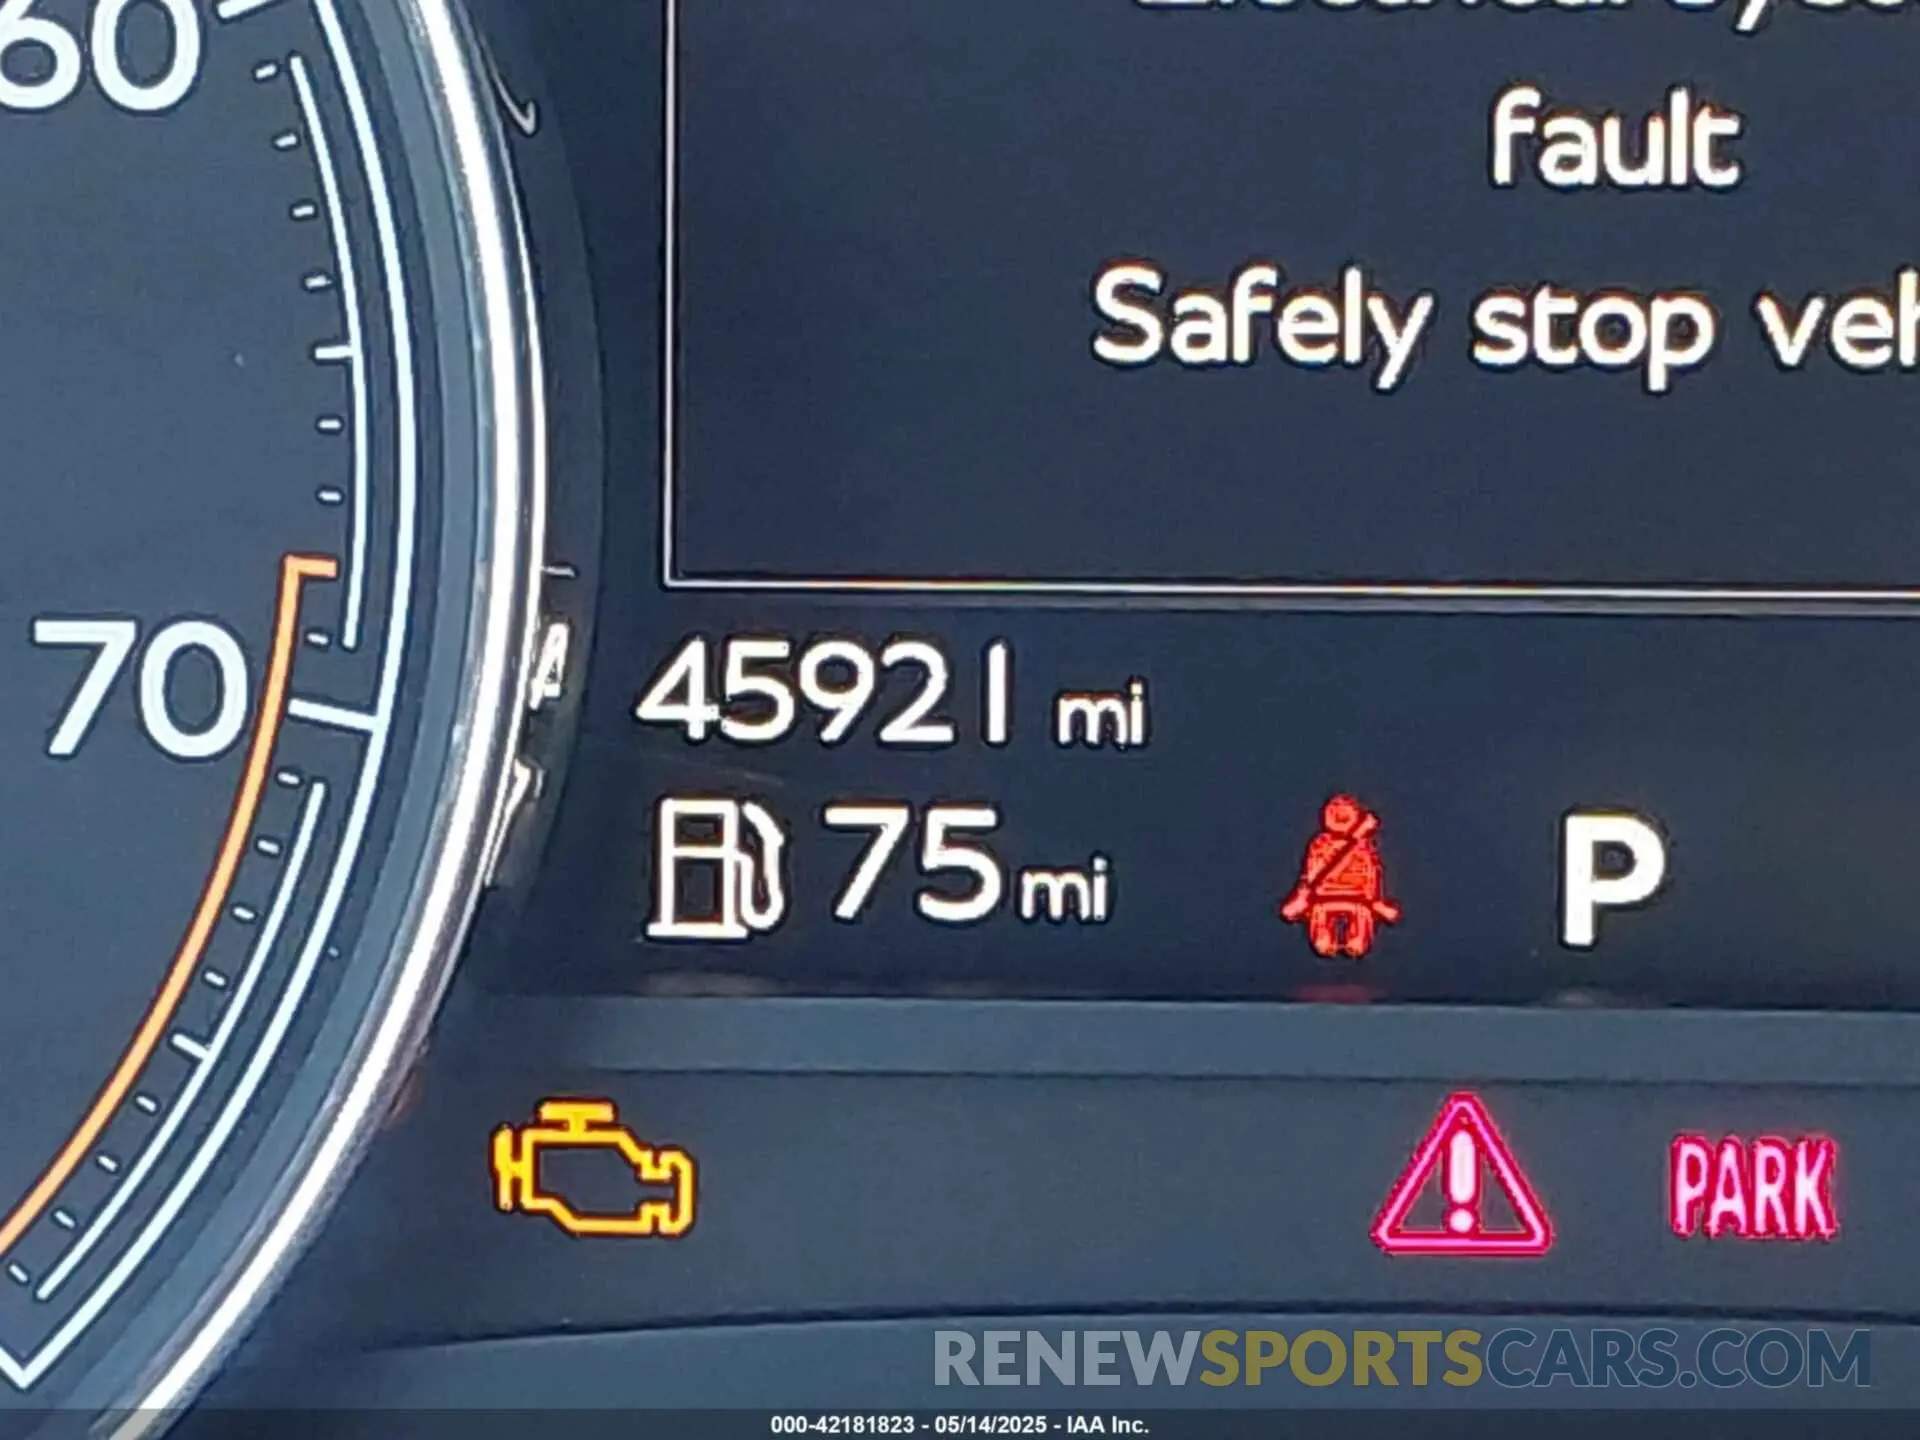 60
fault
Safely stop
70
45921 mi
75 mi
P
PARK
RENEWSPORTSCARS.COM
000-42181823 - 05/14/2025 - IAA Inc.